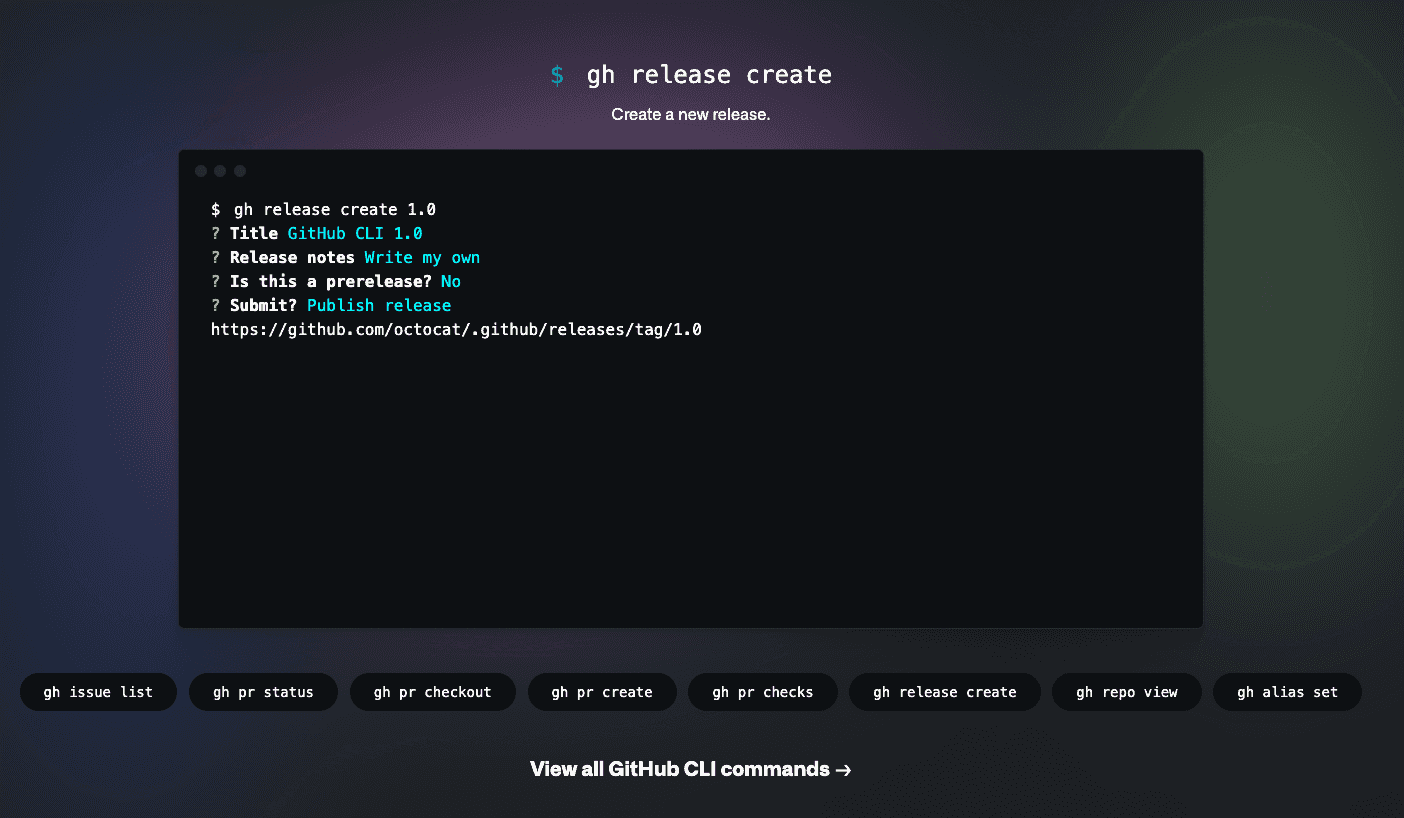 $ gh release create
Create a new release.
$ gh release create 1.0
? Title GitHub CLI 1.0
? Release notes Write my own
? Is this a prerelease? No
? Submit? Publish release
https://github.com/octocat/.github/releases/tag/1.0
gh issue list
gh pr status
gh pr checkout
gh pr create
gh pr checks
gh release create
gh repo view
gh alias set
View all GitHub CLI commands →